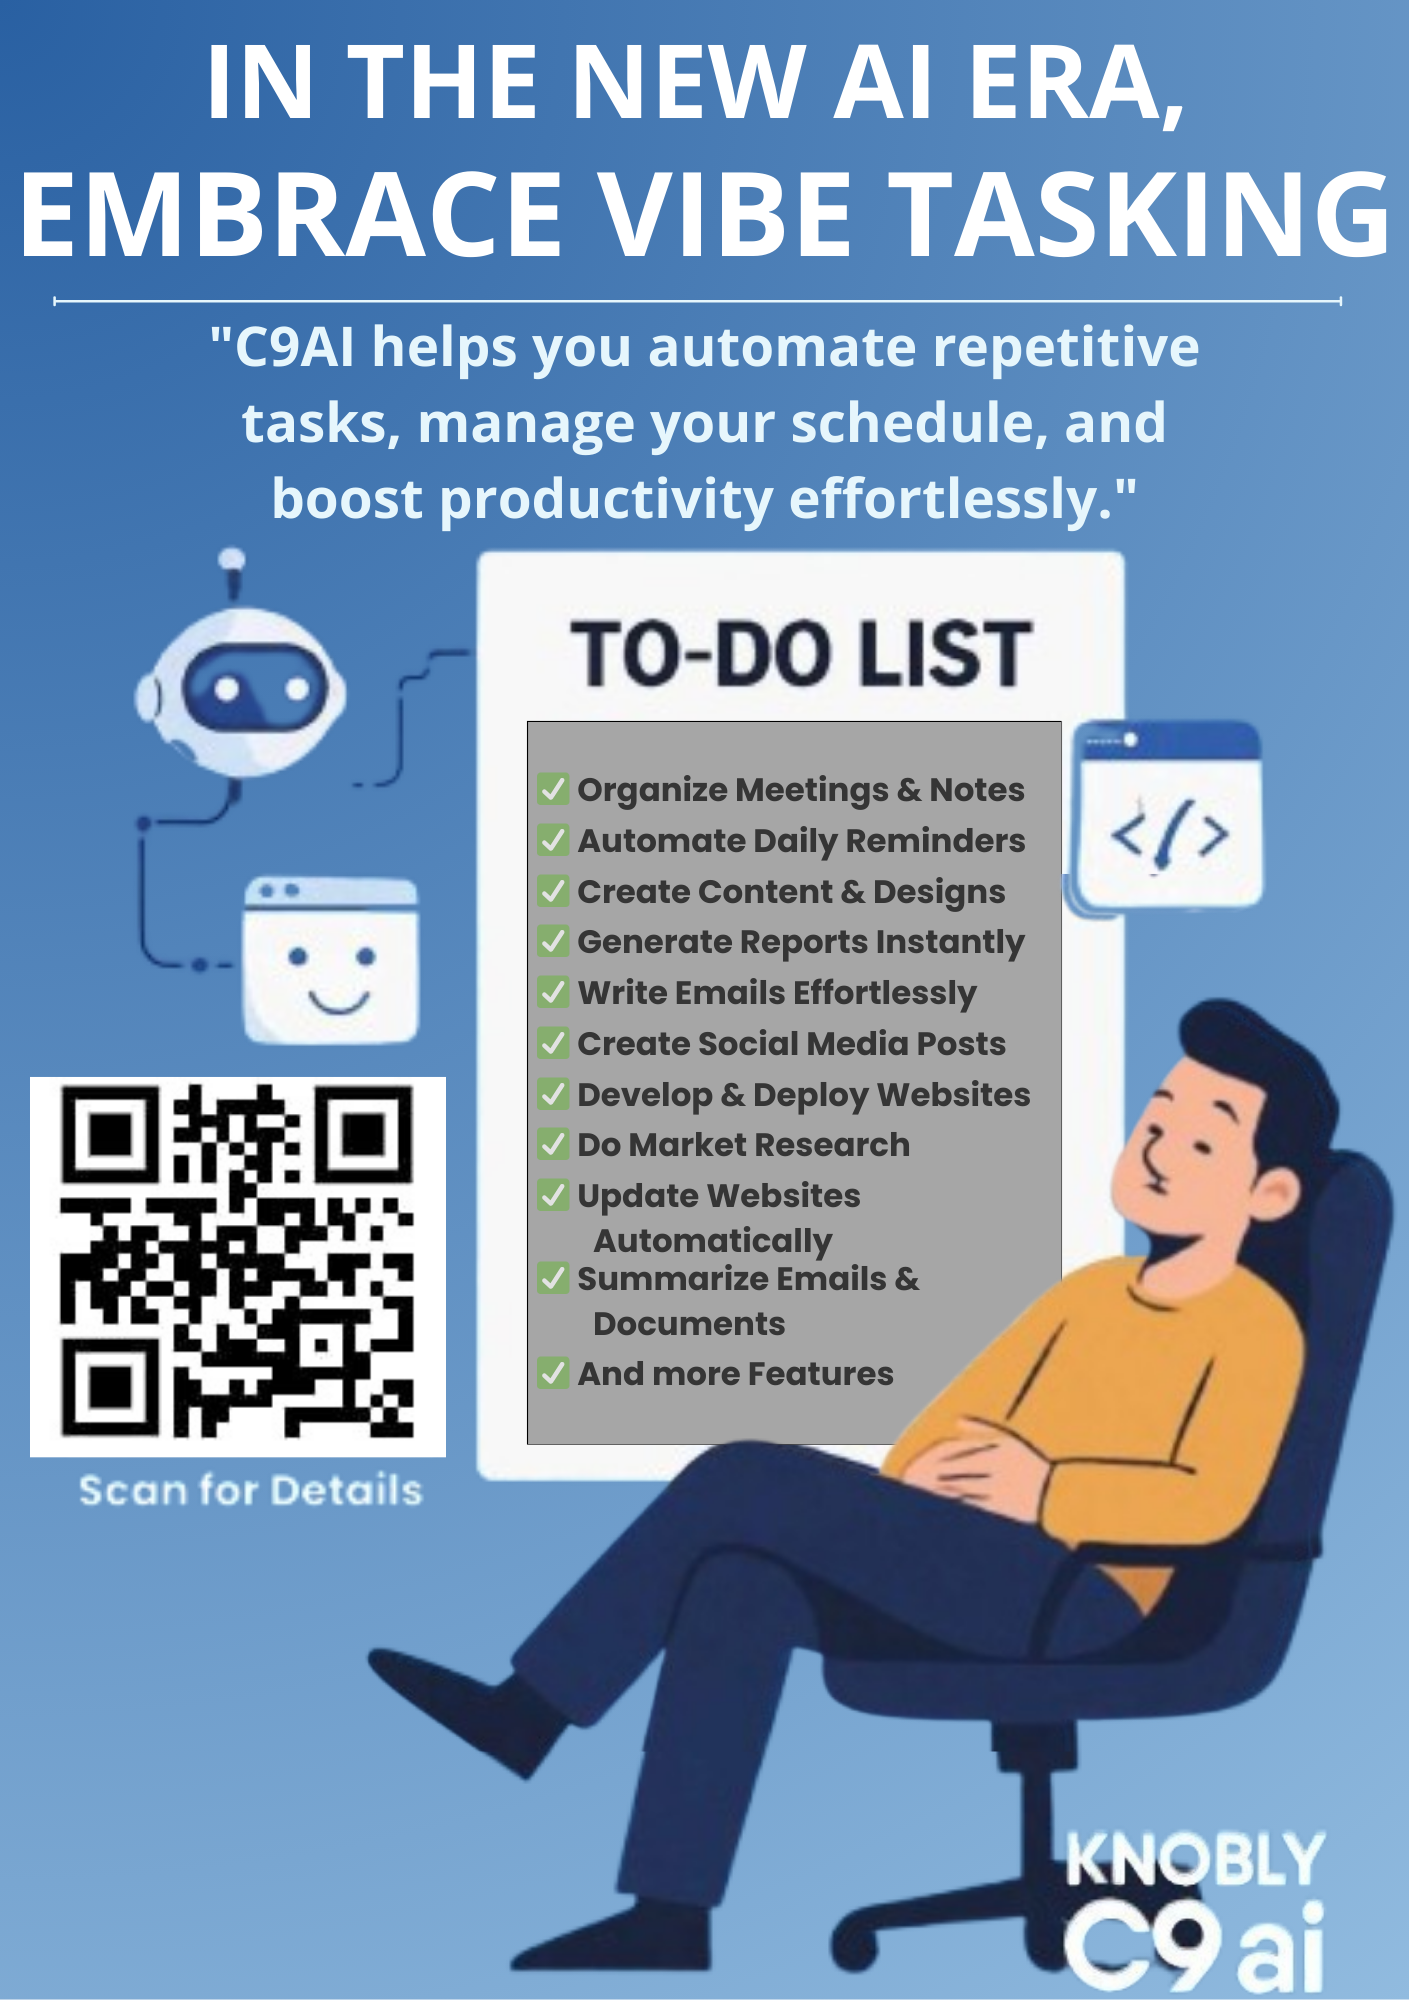 IN THE NEW AI ERA,
EMBRACE VIBE TASKING
"C9AI helps you automate repetitive
tasks, manage your schedule, and
boost productivity effortlessly."
TO-DO LIST
✅ Organize Meetings & Notes
✅ Automate Daily Reminders
✅ Create Content & Designs
✅ Generate Reports Instantly
✅ Write Emails Effortlessly
✅ Create Social Media Posts
✅ Develop & Deploy Websites
✅ Do Market Research
✅ Update Websites
Automatically
✅ Summarize Emails &
Documents
✅ And more Features
</>
Scan for Details
KNOBLY
C9 ai